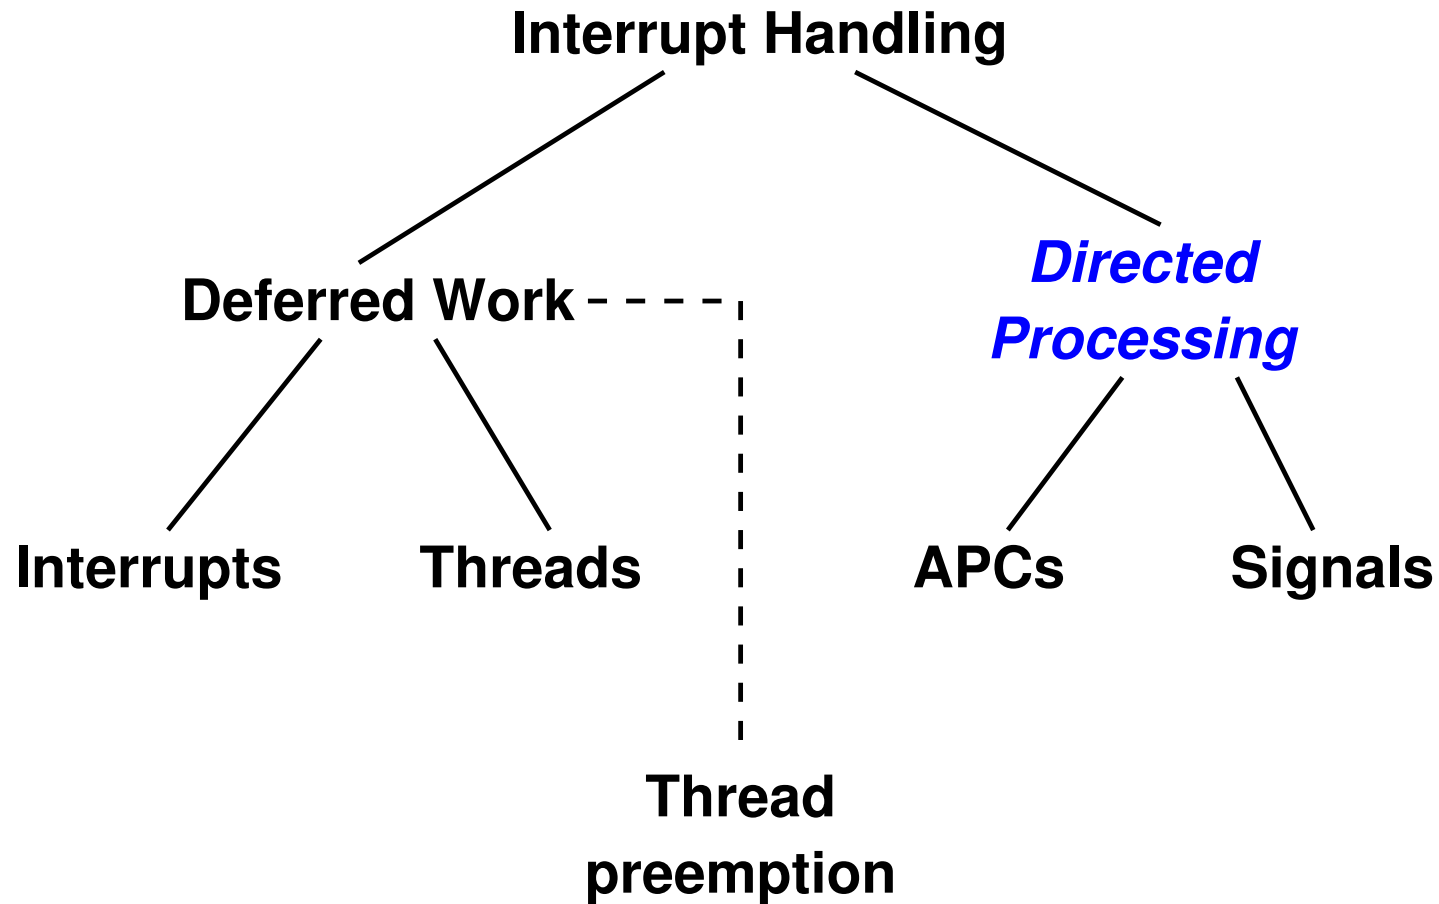 Interrupt Handling
Directed
Deferred Work
Processing
Interrupts
Threads
APCs
Signals
Thread
preemption